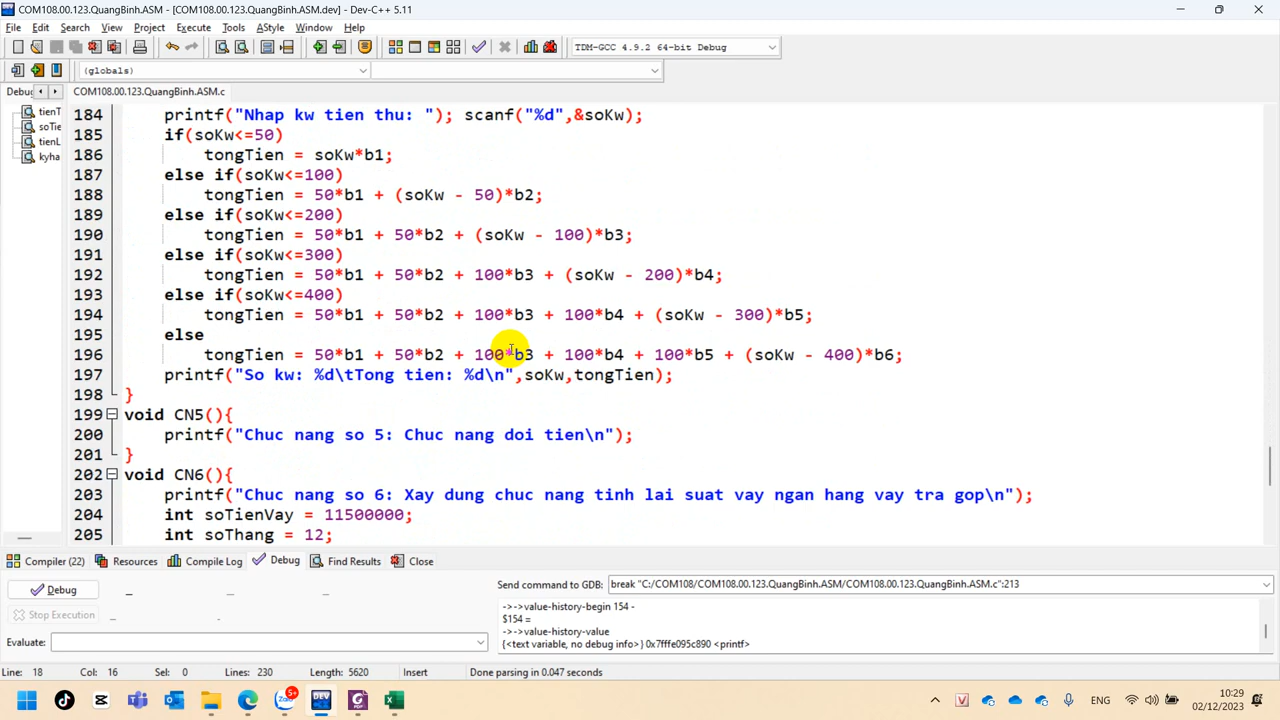 COM108.00.123.QuangBinh.ASM - [COM108.00.123.QuangBinh.ASM.dev] - Dev-C++ 5.11
File Edit Search View Project Execute Tools AStyle Window Help
TDM-GCC 4.9.2 64-bit Debug
(globals)
Debug COM108.00.123.QuangBinh.ASM.c
tienT
soTie
tienL
kyha
184 printf("Nhap kw tien thu: "); scanf("%d",&soKw);
185 if(soKw<=50)
186 tongTien = soKw*b1;
187 else if(soKw<=100)
188 tongTien = 50*b1 + (soKw - 50)*b2;
189 else if(soKw<=200)
190 tongTien = 50*b1 + 50*b2 + (soKw - 100)*b3;
191 else if(soKw<=300)
192 tongTien = 50*b1 + 50*b2 + 100*b3 + (soKw - 200)*b4;
193 else if(soKw<=400)
194 tongTien = 50*b1 + 50*b2 + 100*b3 + 100*b4 + (soKw - 300)*b5;
195 else
196 tongTien = 50*b1 + 50*b2 + 100*b3 + 100*b4 + 100*b5 + (soKw - 400)*b6;
197 printf("So kw: %d\tTong tien: %d\n",soKw,tongTien);
198 }
199 void CN5(){
200 printf("Chuc nang so 5: Chuc nang doi tien\n");
201 }
202 void CN6(){
203 printf("Chuc nang so 6: Xay dung chuc nang tinh lai suat vay ngan hang vay tra gop\n");
204 int soTienVay = 11500000;
205 int soThang = 12;
Compiler (22) Resources Compile Log Debug Find Results Close
Debug
Stop Execution
Evaluate:
Send command to GDB: break "C:/COM108/COM108.00.123.QuangBinh.ASM/COM108.00.123.QuangBinh.ASM.c":213
->->value-history-begin 154 -
$154 =
->->value-history-value
{<text variable, no debug info>} 0x7fffe095c890 <printf>
Line: 18 Col: 16 Sel: 0 Lines: 230 Length: 5620 Insert Done parsing in 0.047 seconds
5+ DEV V ENG 10:29
02/12/2023